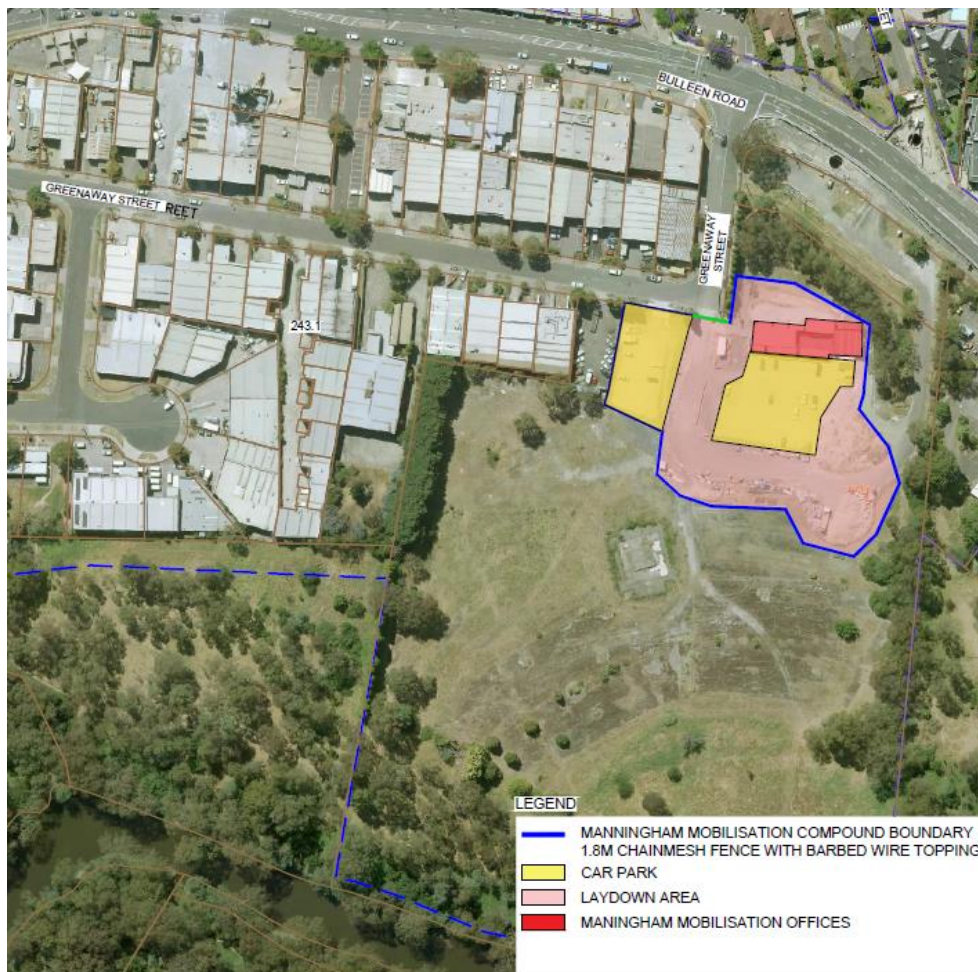 EET
BULLEEN ROAD
GREENAWAY STREET REET
GREENAWAY
STREET
243.1
LEGEND
MANNINGHAM MOBILISATION COMPOUND BOUNDARY
1.8M CHAINMESH FENCE WITH BARBED WIRE TOPPING
CAR PARK
LAYDOWN AREA
MANINGHAM MOBILISATION OFFICES